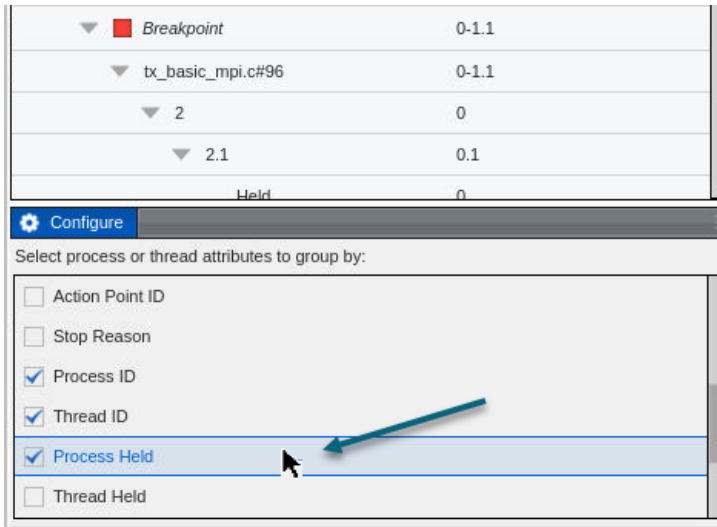 Breakpoint 0-1.1
tx_basic_mpi.c#96 0-1.1
2 0
2.1 0.1
Held 0
Configure
Select process or thread attributes to group by:
Action Point ID
Stop Reason
Process ID
Thread ID
Process Held
Thread Held